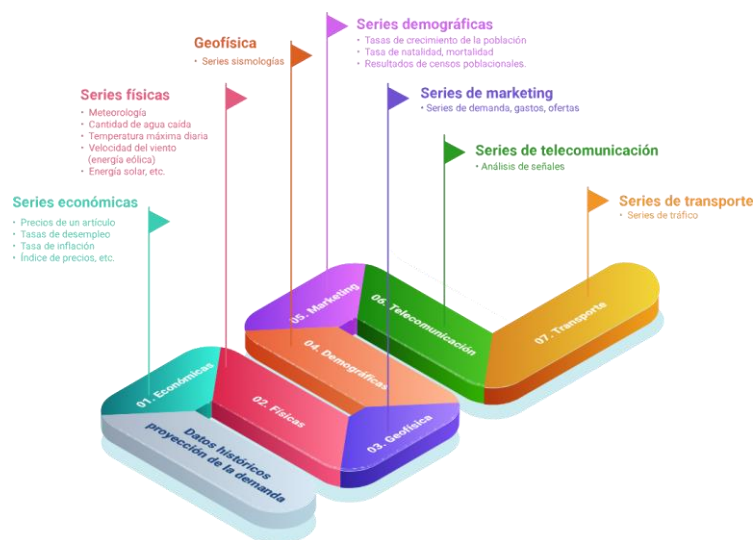 Series demográficas
• Tasas de crecimiento de la población
• Tasa de natalidad, mortalidad
• Resultados de censos poblacionales.
Geofísica
• Series sismologías
Series físicas
• Meteorología
• Cantidad de agua caída
• Temperatura máxima diaria
• Velocidad del viento
(energía eólica)
• Energía solar, etc.
Series de marketing
• Series de demanda, gastos, ofertas
Series de telecomunicación
• Análisis de señales
Series económicas
• Precios de un artículo
• Tasas de desempleo
• Tasa de inflación
• Índice de precios, etc.
Series de transporte
• Series de tráfico
05. Marketing
06. Telecomunicación
07. Transporte
04. Demográficas
01. Económicas
02. Físicas
03. Geofísica
Datos históricos
proyección de la demanda